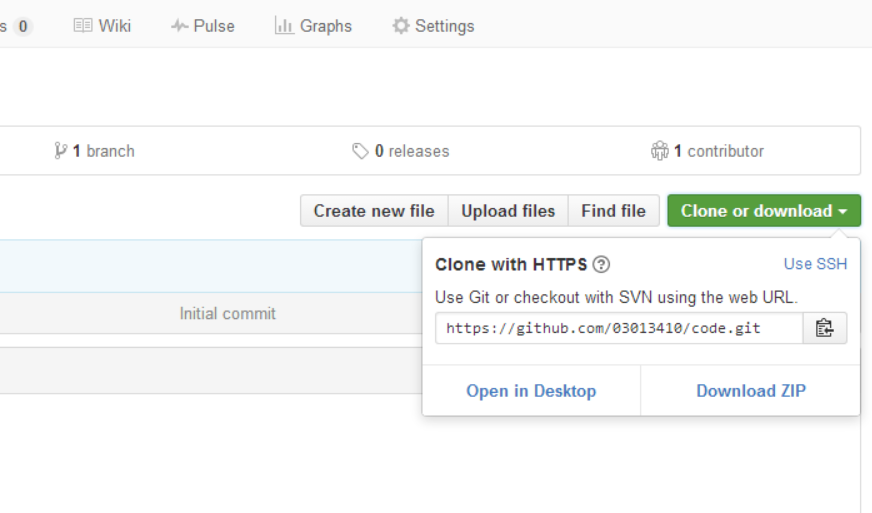 s 0 Wiki Pulse Graphs Settings
1 branch 0 releases 1 contributor
Create new file Upload files Find file Clone or download
Clone with HTTPS ? Use SSH
Use Git or checkout with SVN using the web URL.
Initial commit
https://github.com/03013410/code.git
Open in Desktop Download ZIP